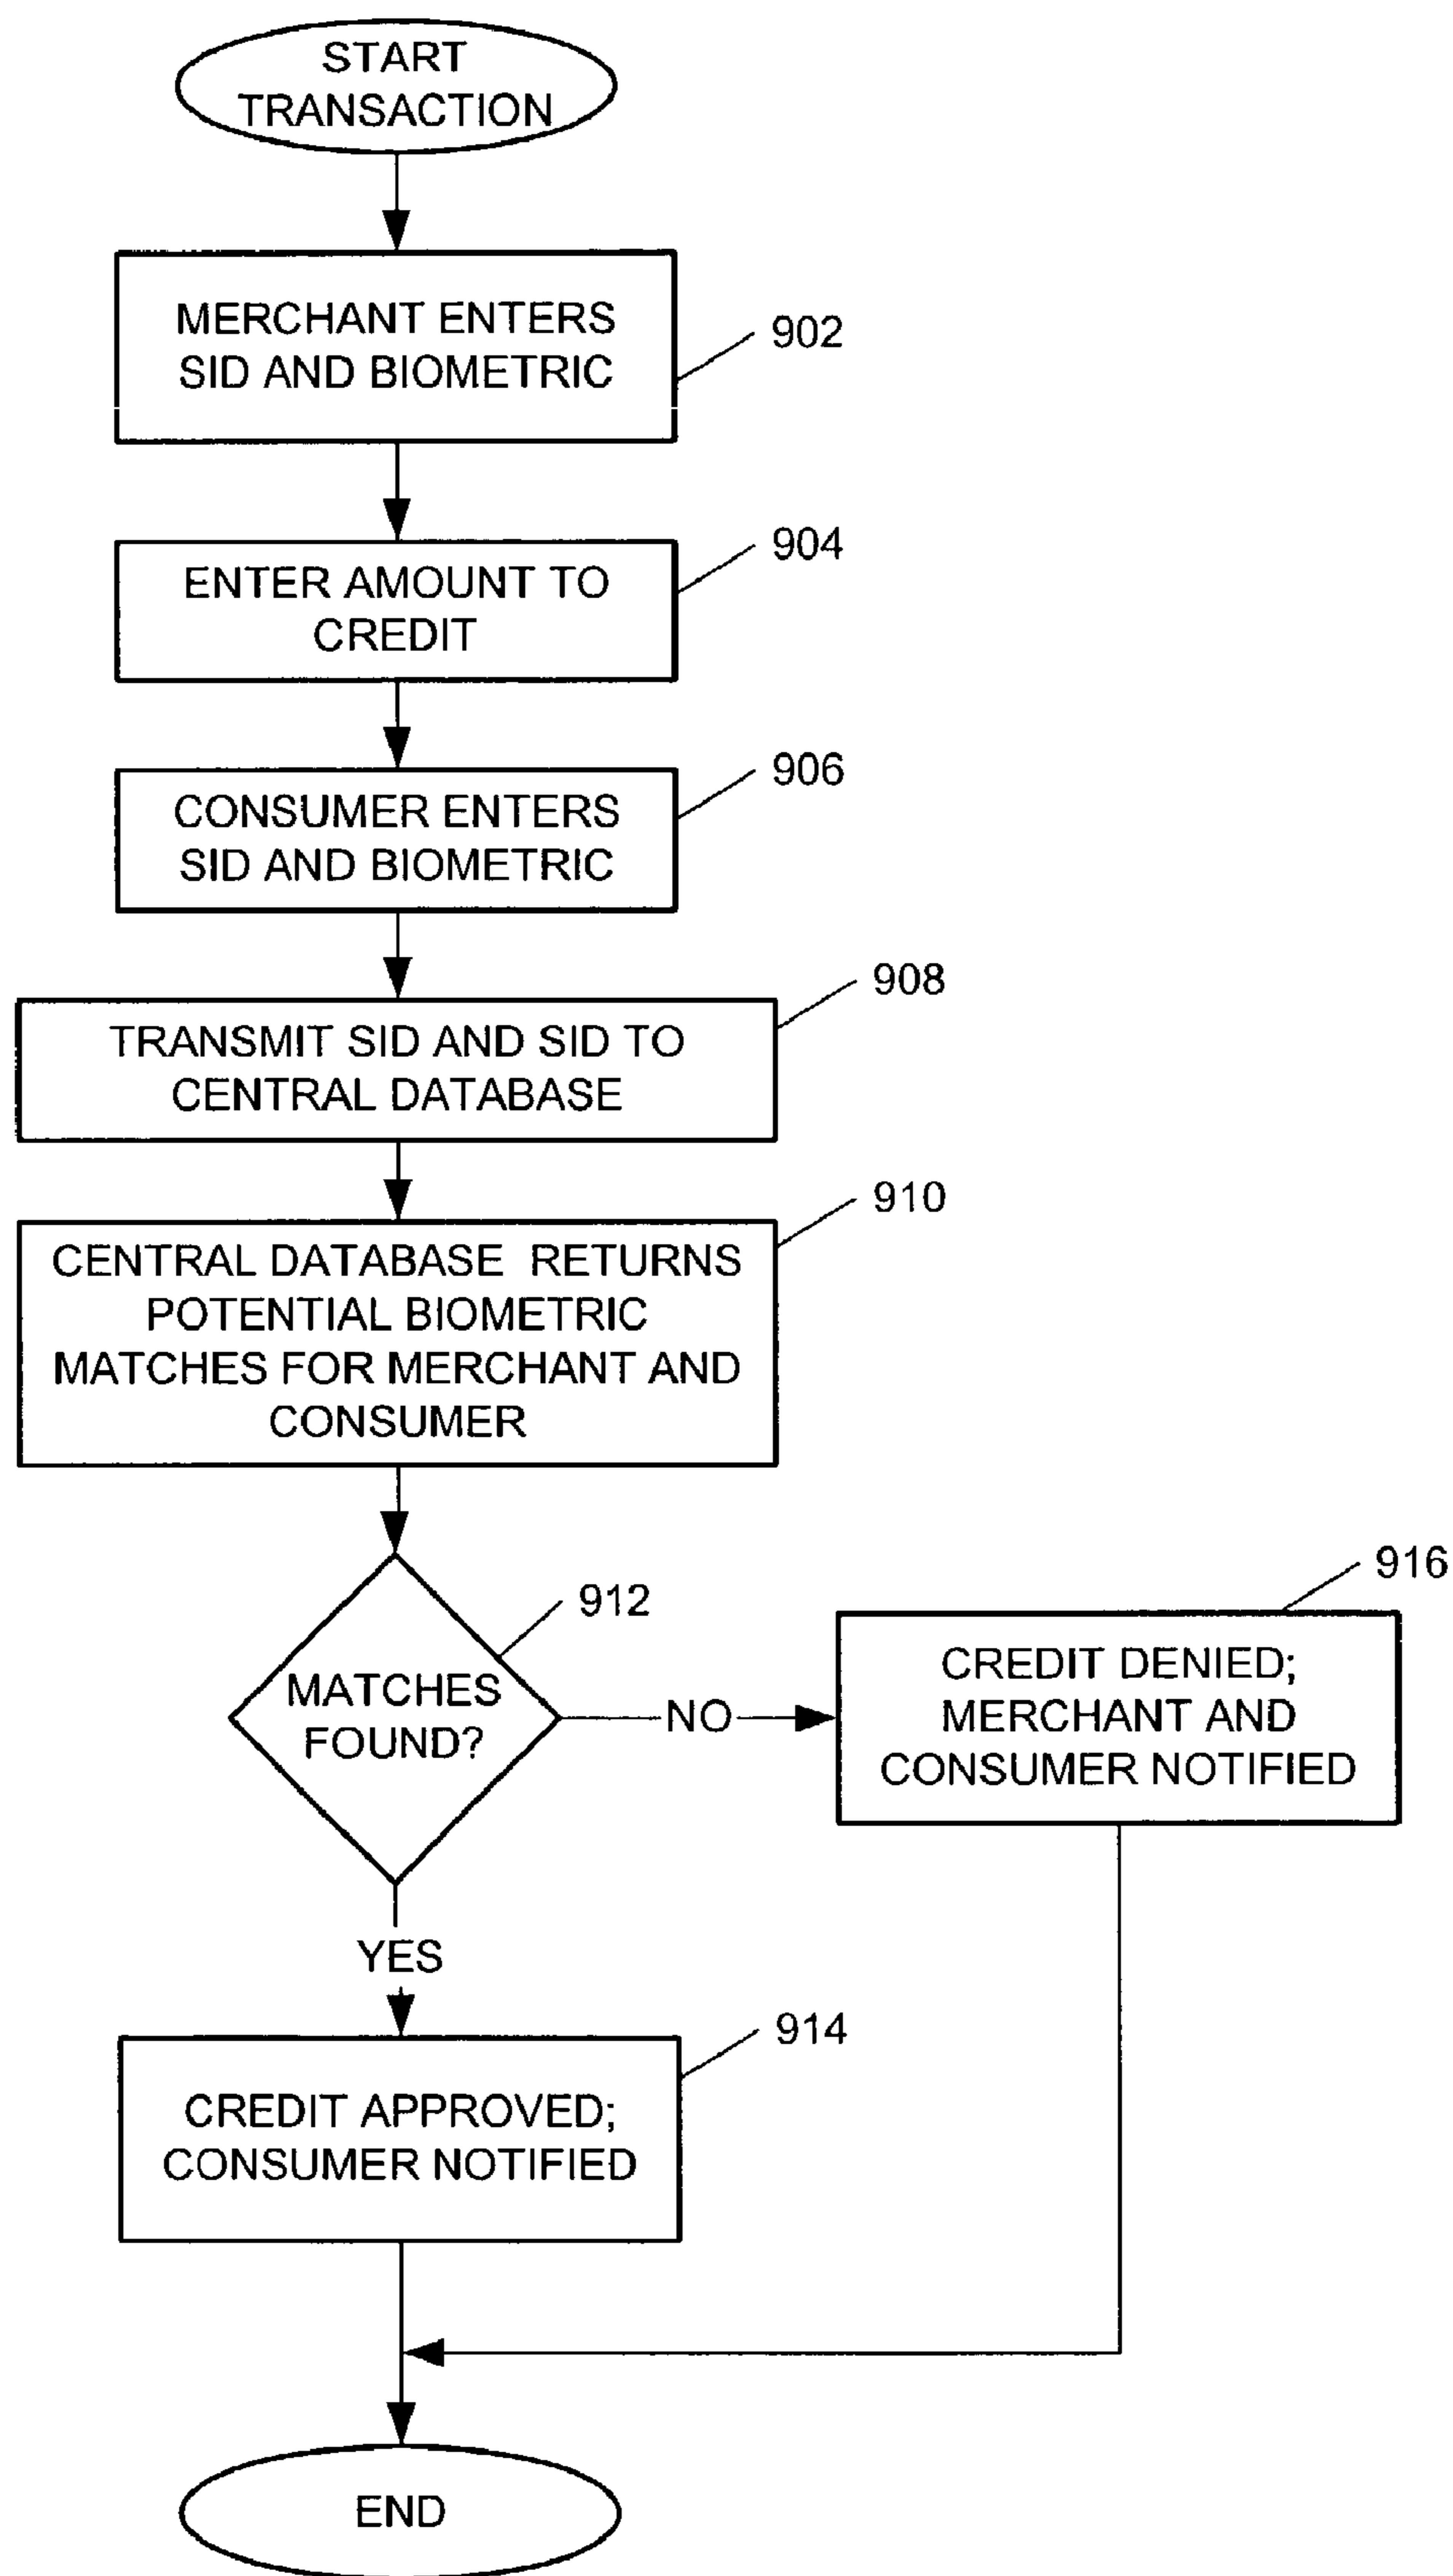 START
TRANSACTION
MERCHANT ENTERS
SID AND BIOMETRIC
902
ENTER AMOUNT TO
CREDIT
904
CONSUMER ENTERS
SID AND BIOMETRIC
906
TRANSMIT SID AND SID TO
CENTRAL DATABASE
908
CENTRAL DATABASE RETURNS
POTENTIAL BIOMETRIC
MATCHES FOR MERCHANT AND
CONSUMER
910
MATCHES
FOUND?
912
NO
CREDIT DENIED;
MERCHANT AND
CONSUMER NOTIFIED
916
YES
CREDIT APPROVED;
CONSUMER NOTIFIED
914
END